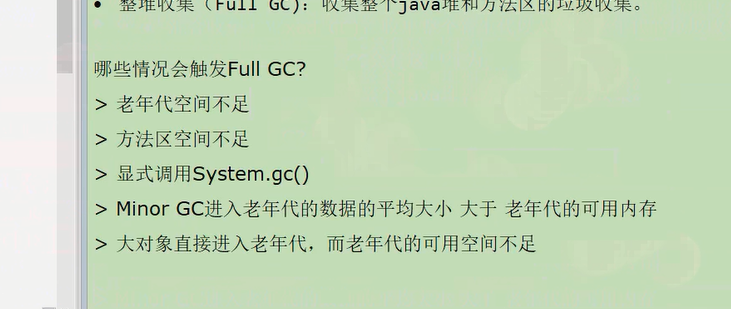 • 整堆收集（Full GC）：收集整个java堆和方法区的垃圾收集。
哪些情况会触发Full GC?
> 老年代空间不足
> 方法区空间不足
> 显式调用System.gc()
> Minor GC进入老年代的数据的平均大小 大于 老年代的可用内存
> 大对象直接进入老年代，而老年代的可用空间不足